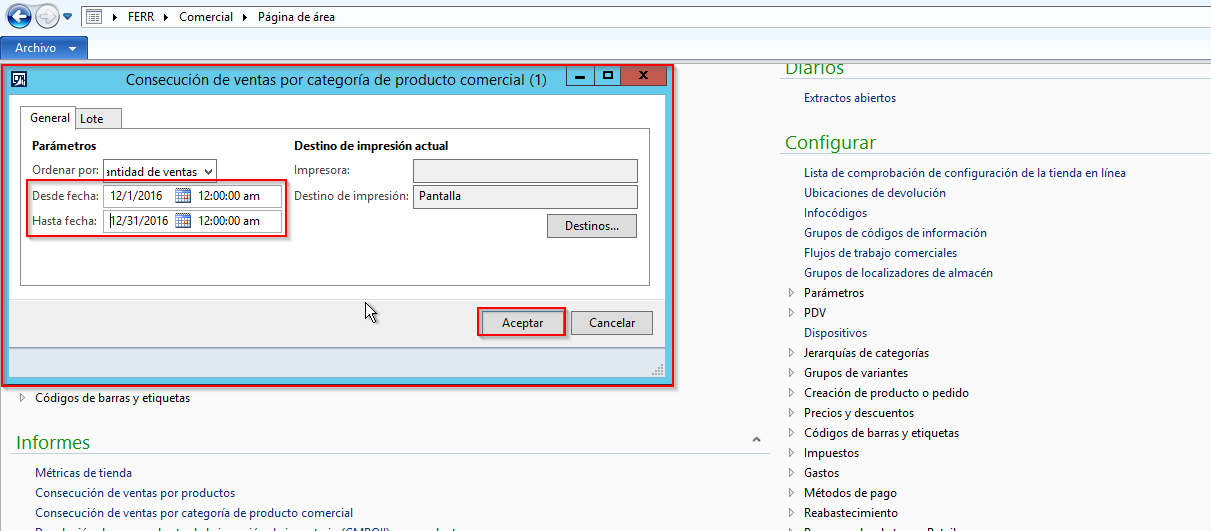 FERR Comercial Página de área
Archivo
Consecución de ventas por categoría de producto comercial (1)
General Lote
Parámetros
Ordenar por: antidad de ventas
Desde fecha: 12/1/2016 12:00:00 am
Hasta fecha: 12/31/2016 12:00:00 am
Destino de impresión actual
Impresora:
Destino de impresión: Pantalla
Destinos...
Aceptar Cancelar
Códigos de barras y etiquetas
Informes
Métricas de tienda
Consecución de ventas por productos
Consecución de ventas por categoría de producto comercial
Diarios
Extractos abiertos
Configurar
Lista de comprobación de configuración de la tienda en línea
Ubicaciones de devolución
Infocódigos
Grupos de códigos de información
Flujos de trabajo comerciales
Grupos de localizadores de almacén
Parámetros
PDV
Dispositivos
Jerarquías de categorías
Grupos de variantes
Creación de producto o pedido
Precios y descuentos
Códigos de barras y etiquetas
Impuestos
Gastos
Métodos de pago
Reabastecimiento